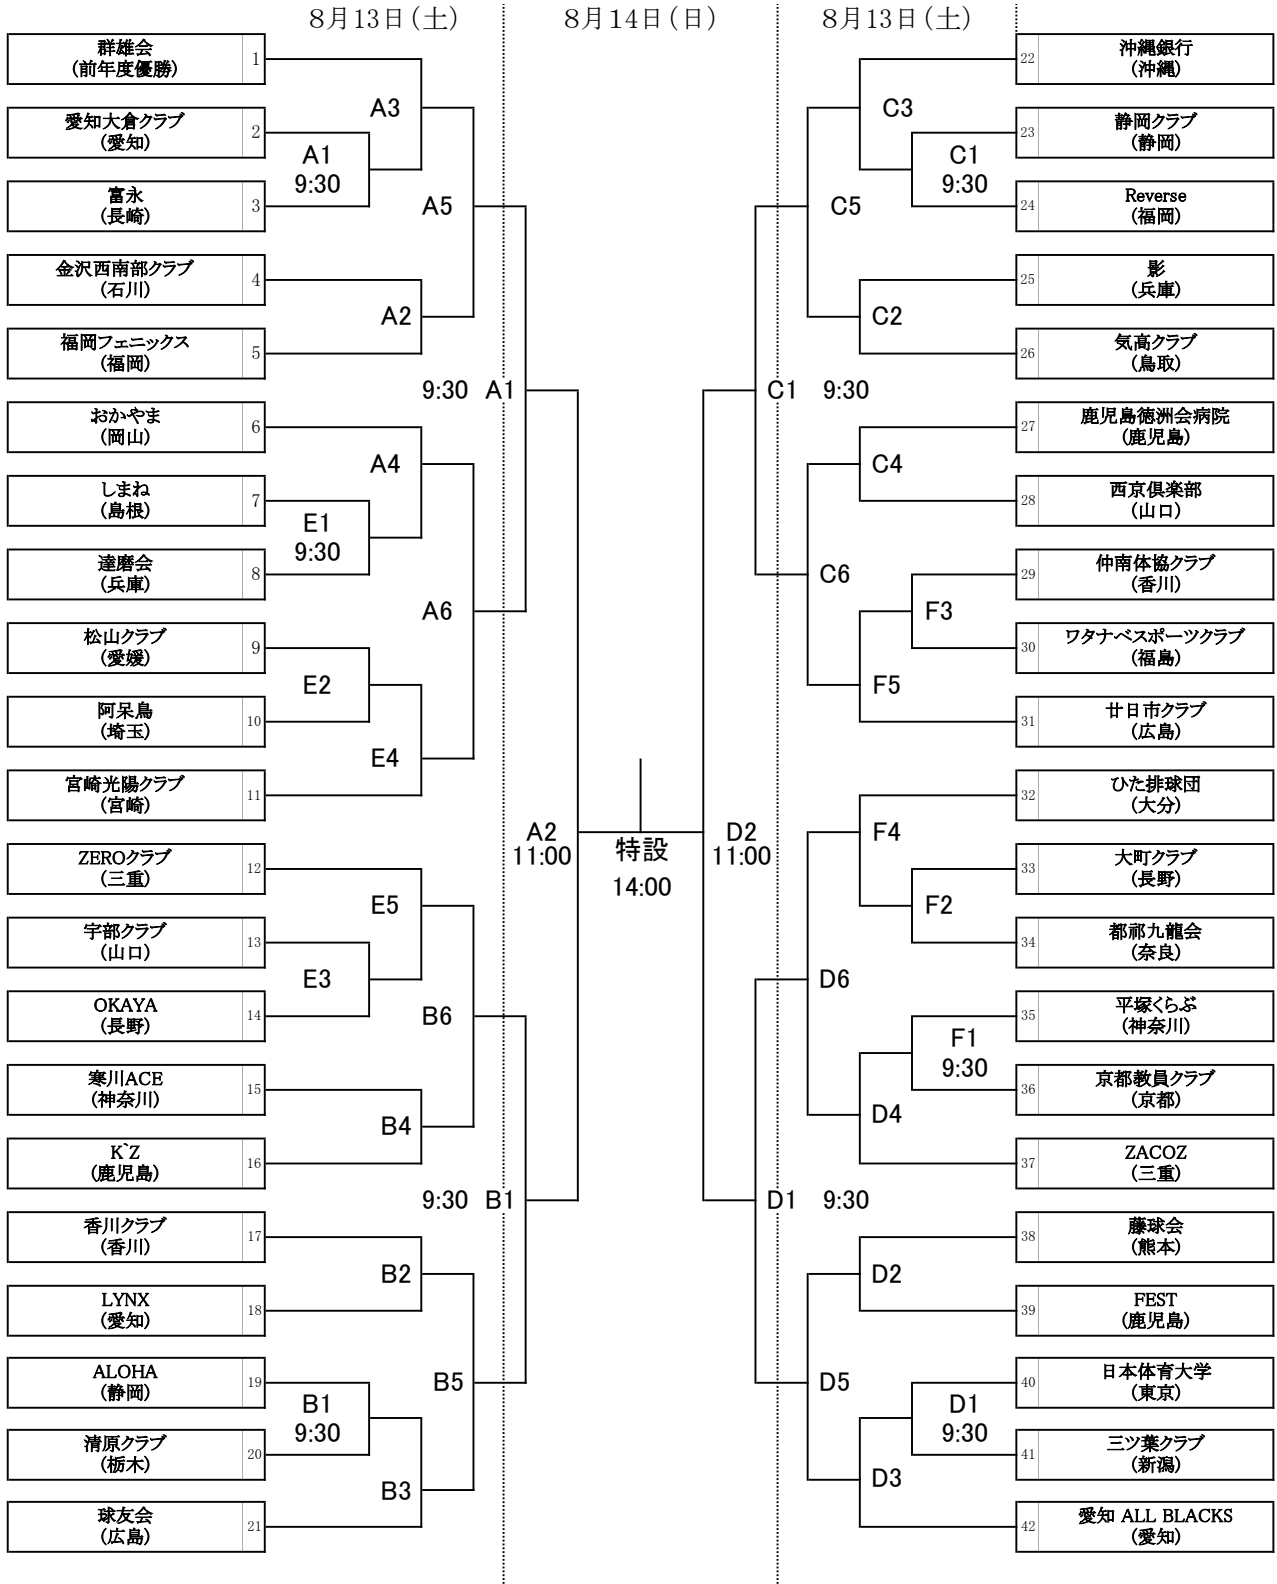 8月13日（土）
8月14日（日）
8月13日（土）
群雄会
(前年度優勝)
1
愛知大倉クラブ
(愛知)
2
富永
(長崎)
3
金沢西南部クラブ
(石川)
4
福岡フェニックス
(福岡)
5
おかやま
(岡山)
6
しまね
(島根)
7
達磨会
(兵庫)
8
松山クラブ
(愛媛)
9
阿呆鳥
(埼玉)
10
宮崎光陽クラブ
(宮崎)
11
ZEROクラブ
(三重)
12
宇部クラブ
(山口)
13
OKAYA
(長野)
14
寒川ACE
(神奈川)
15
K`Z
(鹿児島)
16
香川クラブ
(香川)
17
LYNX
(愛知)
18
ALOHA
(静岡)
19
清原クラブ
(栃木)
20
球友会
(広島)
21
A3
A1
9:30
A5
A2
9:30 A1
A4
E1
9:30
A6
E2
E4
E5
E3
B6
B4
9:30 B1
B2
B5
B1
9:30
B3
A2
11:00
特設
14:00
D2
11:00
C3
C1
9:30
C5
C2
C1 9:30
C4
C6
F3
F5
F4
F2
D6
F1
9:30
D4
D1 9:30
D2
D5
D1
9:30
D3
22
沖縄銀行
(沖縄)
23
静岡クラブ
(静岡)
24
Reverse
(福岡)
25
影
(兵庫)
26
気高クラブ
(鳥取)
27
鹿児島徳洲会病院
(鹿児島)
28
西京倶楽部
(山口)
29
仲南体協クラブ
(香川)
30
ワタナベスポーツクラブ
(福島)
31
廿日市クラブ
(広島)
32
ひた排球団
(大分)
33
大町クラブ
(長野)
34
都祁九龍会
(奈良)
35
平塚くらぶ
(神奈川)
36
京都教員クラブ
(京都)
37
ZACOZ
(三重)
38
藤球会
(熊本)
39
FEST
(鹿児島)
40
日本体育大学
(東京)
41
三ツ葉クラブ
(新潟)
42
愛知 ALL BLACKS
(愛知)